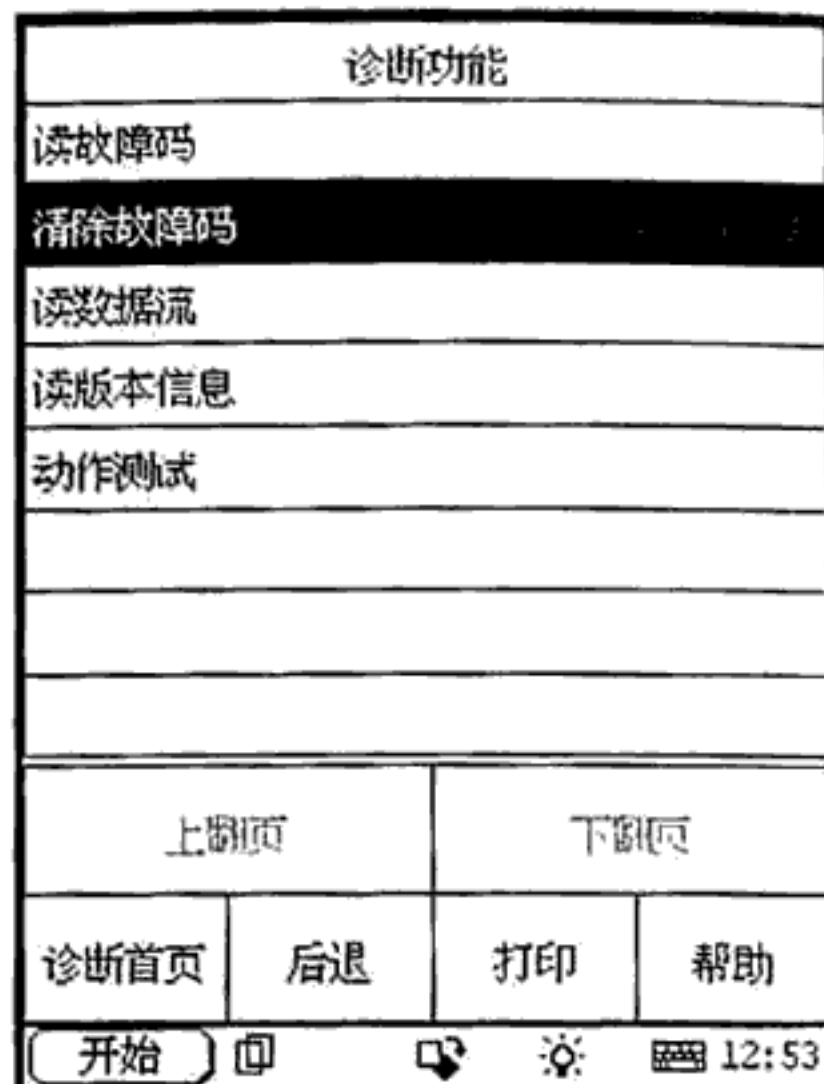 诊断功能
读故障码
清除故障码
读数据流
读版本信息
动作测试
上翻页 下翻页
诊断首页 后退 打印 帮助
开始 12:53